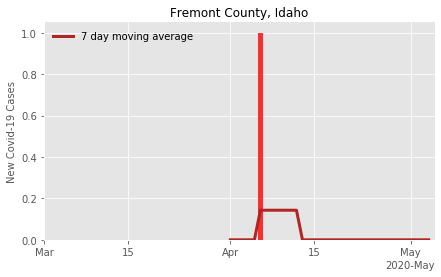 Fremont County, Idaho
7 day moving average
New Covid-19 Cases
1.0
0.8
0.6
0.4
0.2
0.0
Mar 15 Apr 15 May
2020-May